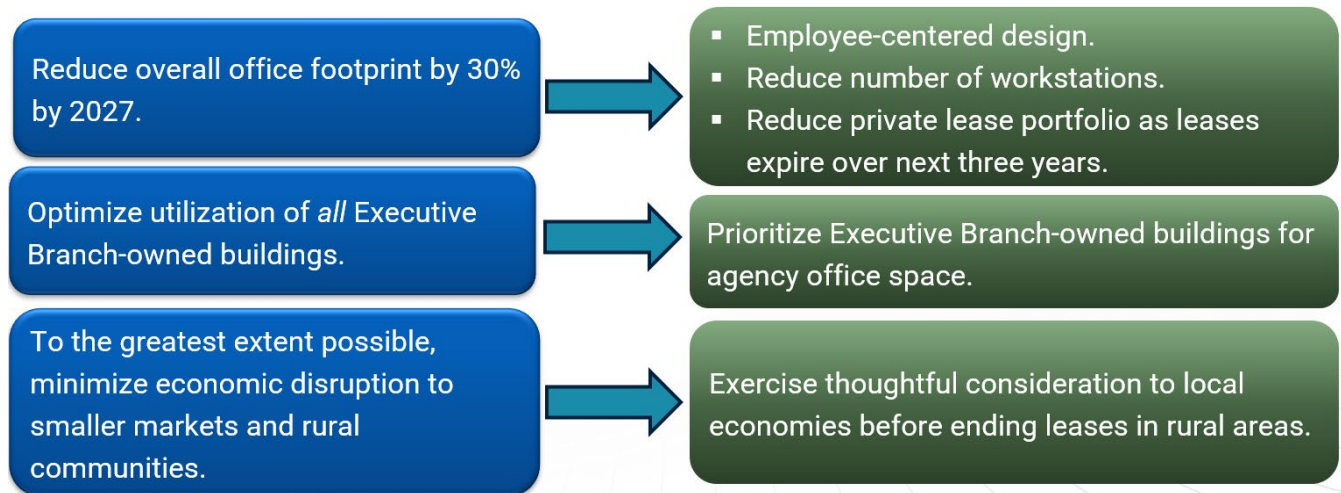 Reduce overall office footprint by 30%
by 2027.
▪ Employee-centered design.
▪ Reduce number of workstations.
▪ Reduce private lease portfolio as leases
expire over next three years.
Optimize utilization of all Executive
Branch-owned buildings.
Prioritize Executive Branch-owned buildings for
agency office space.
To the greatest extent possible,
minimize economic disruption to
smaller markets and rural
communities.
Exercise thoughtful consideration to local
economies before ending leases in rural areas.